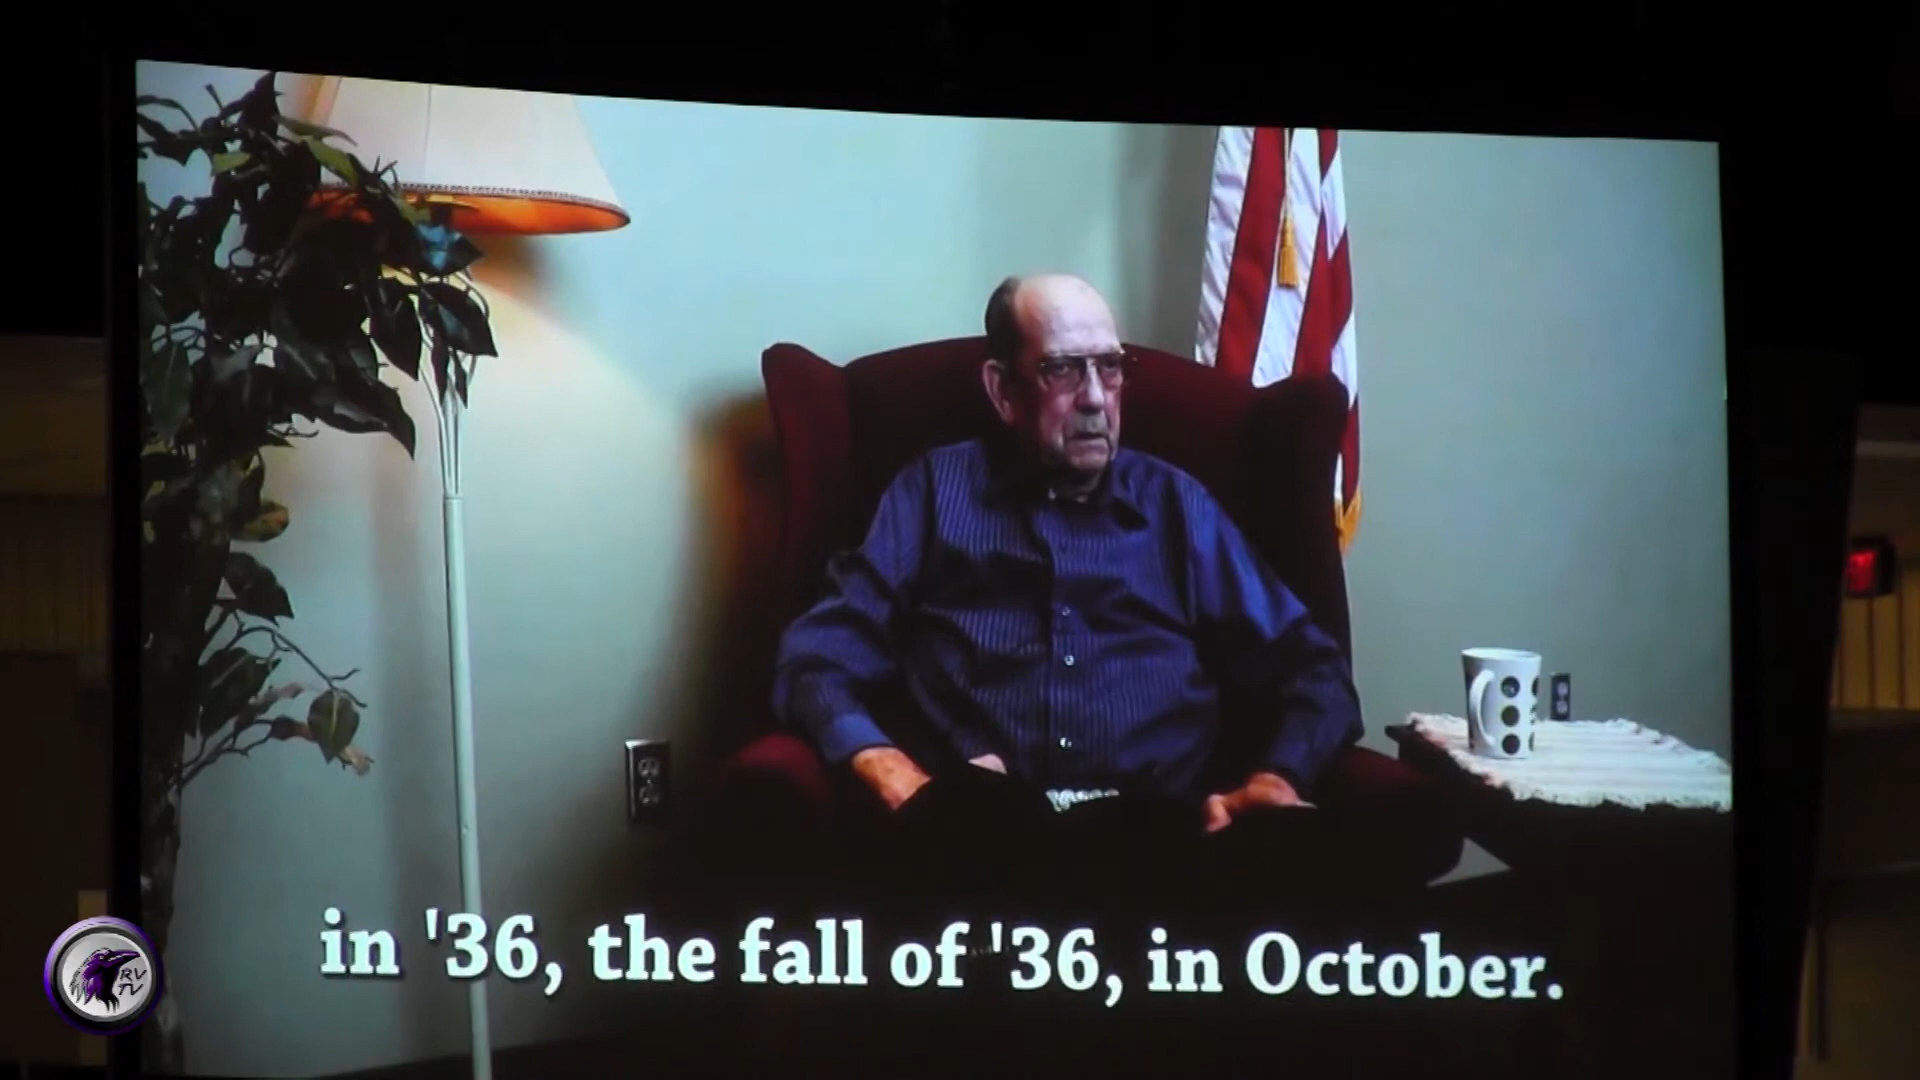 in '36, the fall of '36, in October.
RV
TV